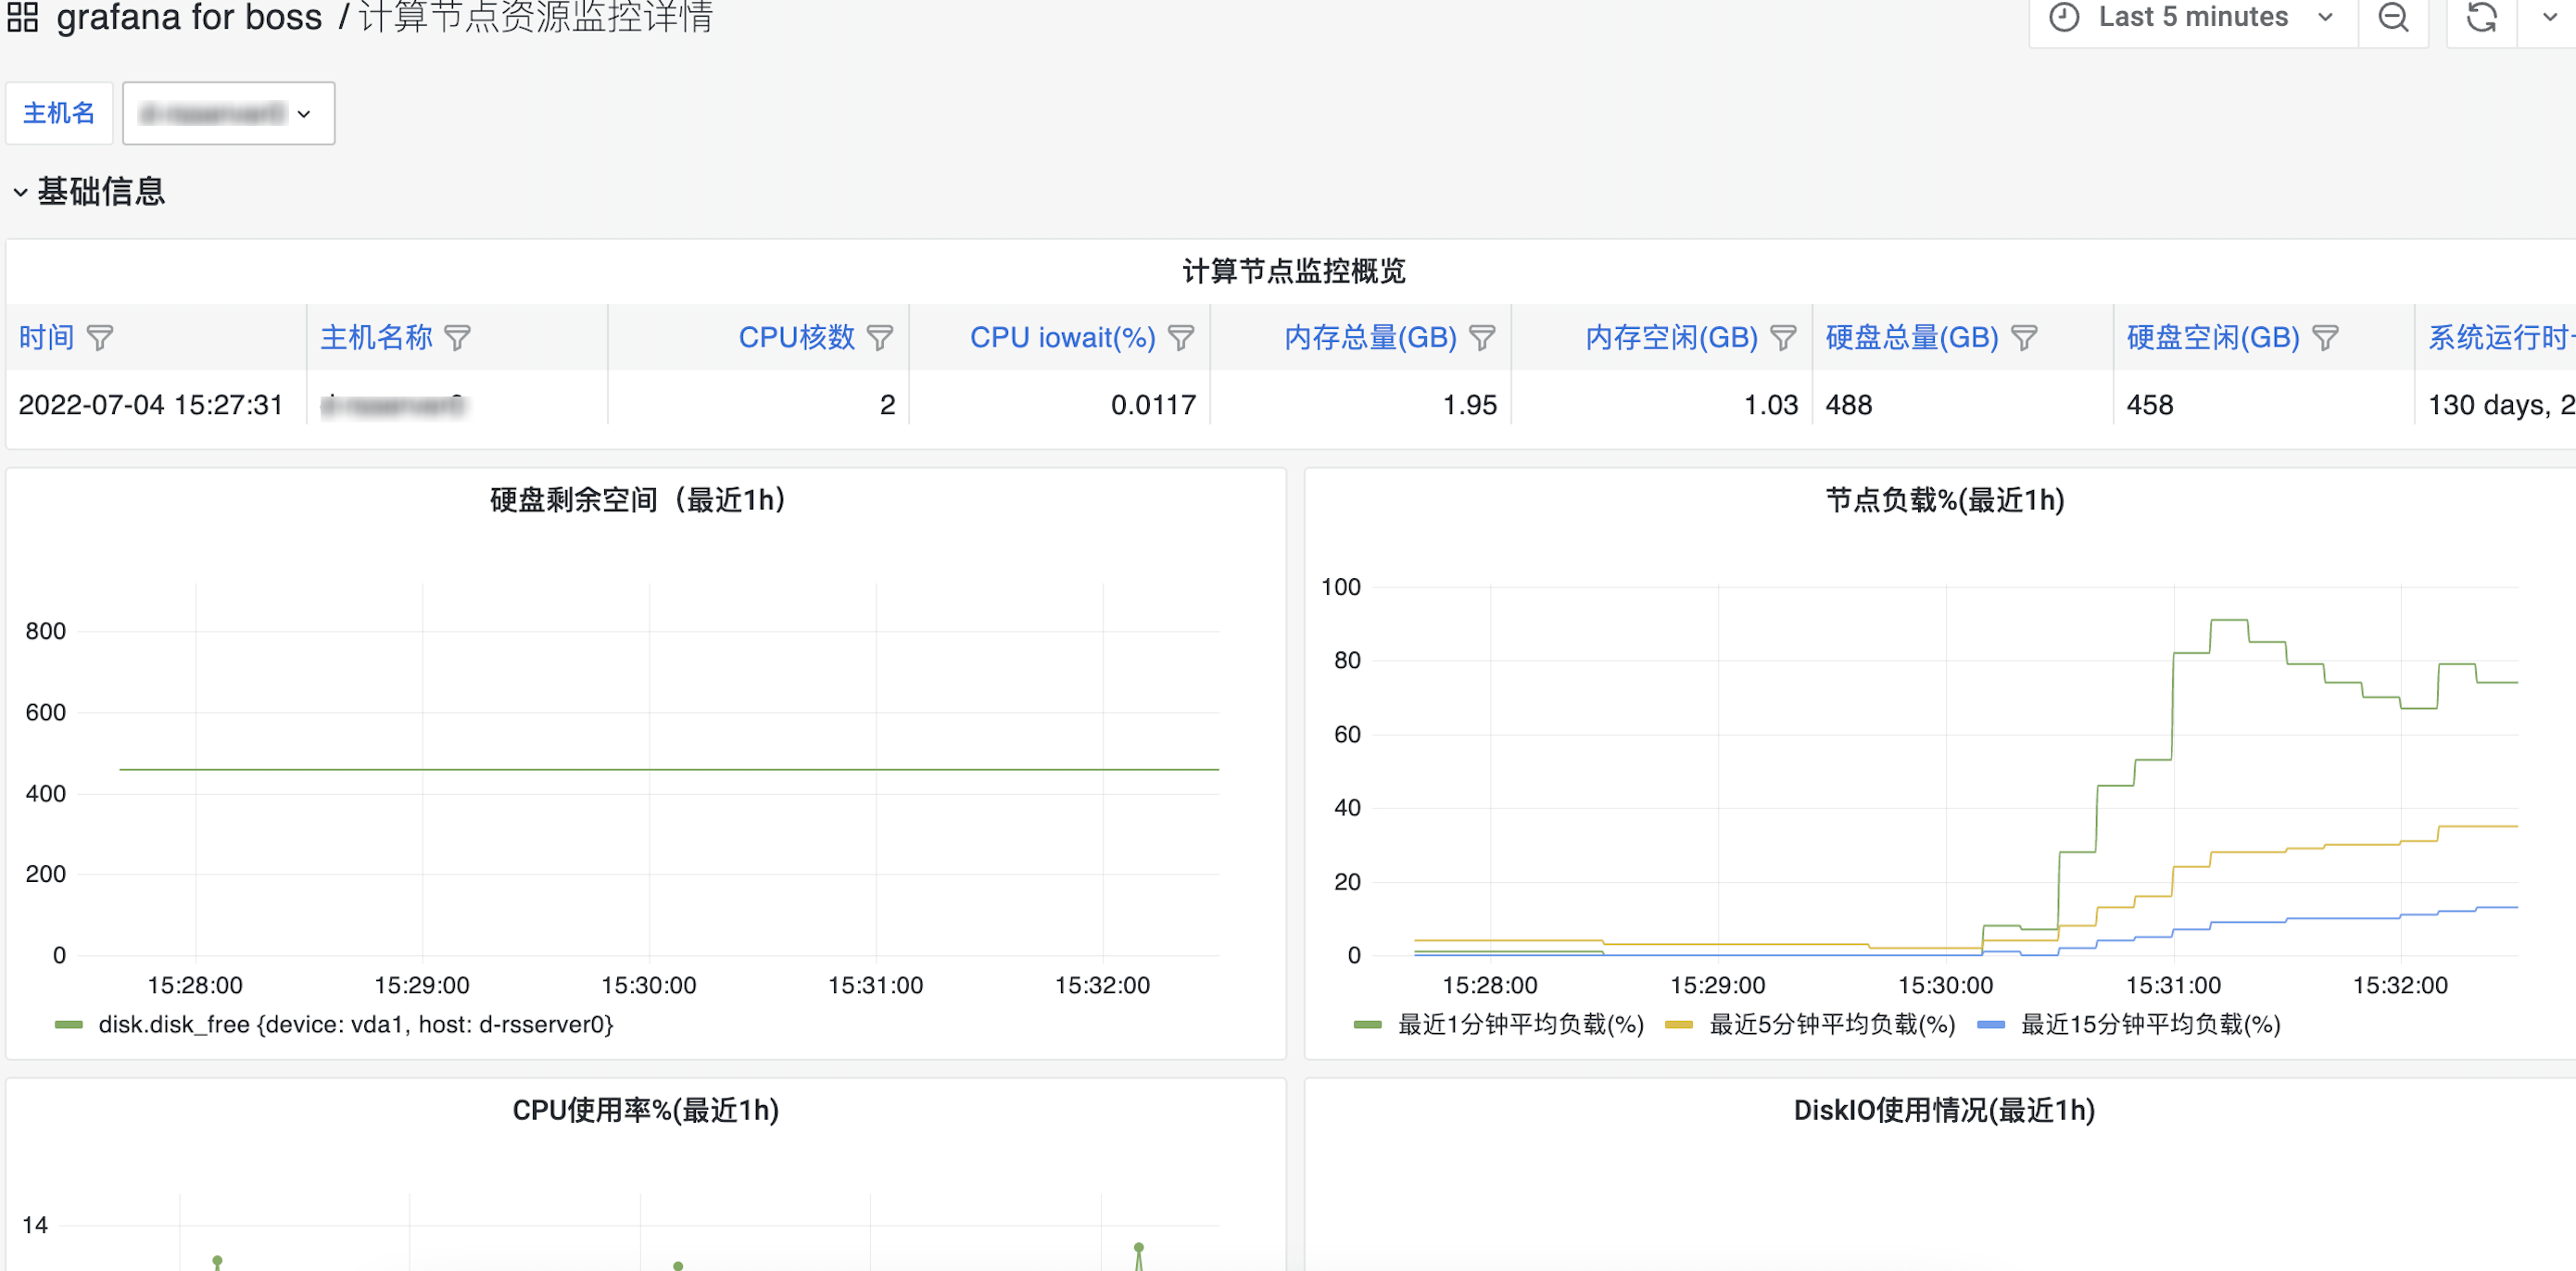 grafana for boss / 计算节点资源监控详情
Last 5 minutes
主机名
基础信息
计算节点监控概览
时间 主机名称 CPU核数 CPU iowait(%) 内存总量(GB) 内存空闲(GB) 硬盘总量(GB) 硬盘空闲(GB) 系统运行时
2022-07-04 15:27:31 2 0.0117 1.95 1.03 488 458 130 days, 2
硬盘剩余空间（最近1h）
800
600
400
200
0
15:28:00 15:29:00 15:30:00 15:31:00 15:32:00
disk.disk_free {device: vda1, host: d-rsserver0}
节点负载%(最近1h)
100
80
60
40
20
0
15:28:00 15:29:00 15:30:00 15:31:00 15:32:00
最近1分钟平均负载(%) 最近5分钟平均负载(%) 最近15分钟平均负载(%)
CPU使用率%(最近1h)
14
DiskIO使用情况(最近1h)